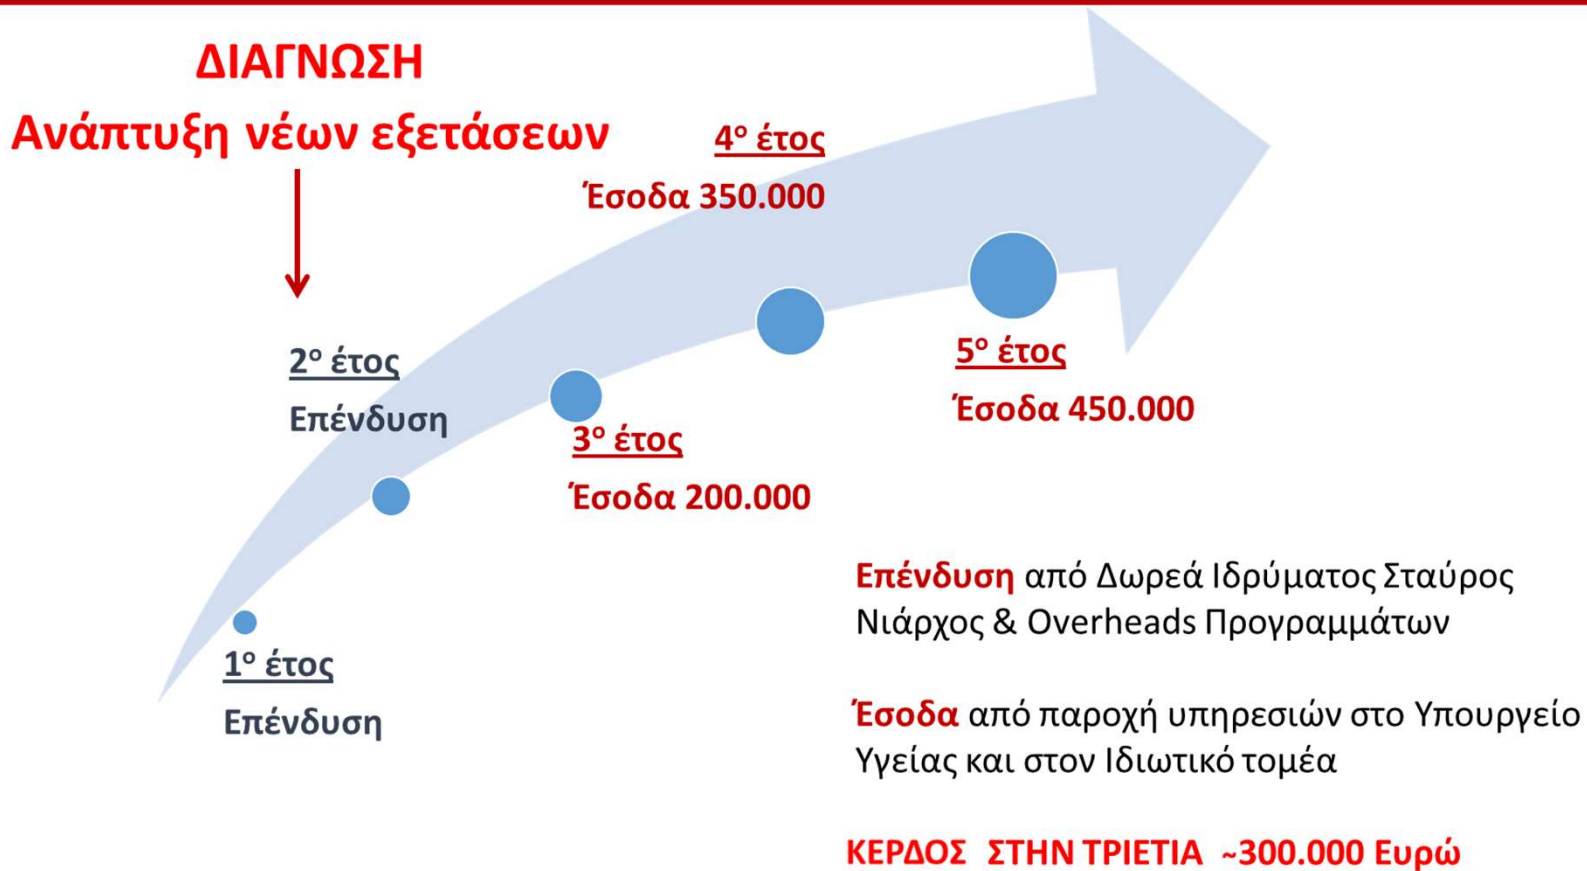 ΔΙΑΓΝΩΣΗ
Ανάπτυξη νέων εξετάσεων
1ο έτος
Επένδυση
2ο έτος
Επένδυση
3ο έτος
Έσοδα 200.000
4ο έτος
Έσοδα 350.000
5ο έτος
Έσοδα 450.000
Επένδυση από Δωρεά Ιδρύματος Σταύρος
Νιάρχος & Overheads Προγραμμάτων
Έσοδα από παροχή υπηρεσιών στο Υπουργείο
Υγείας και στον Ιδιωτικό τομέα
ΚΕΡΔΟΣ ΣΤΗΝ ΤΡΙΕΤΙΑ ~300.000 Ευρώ